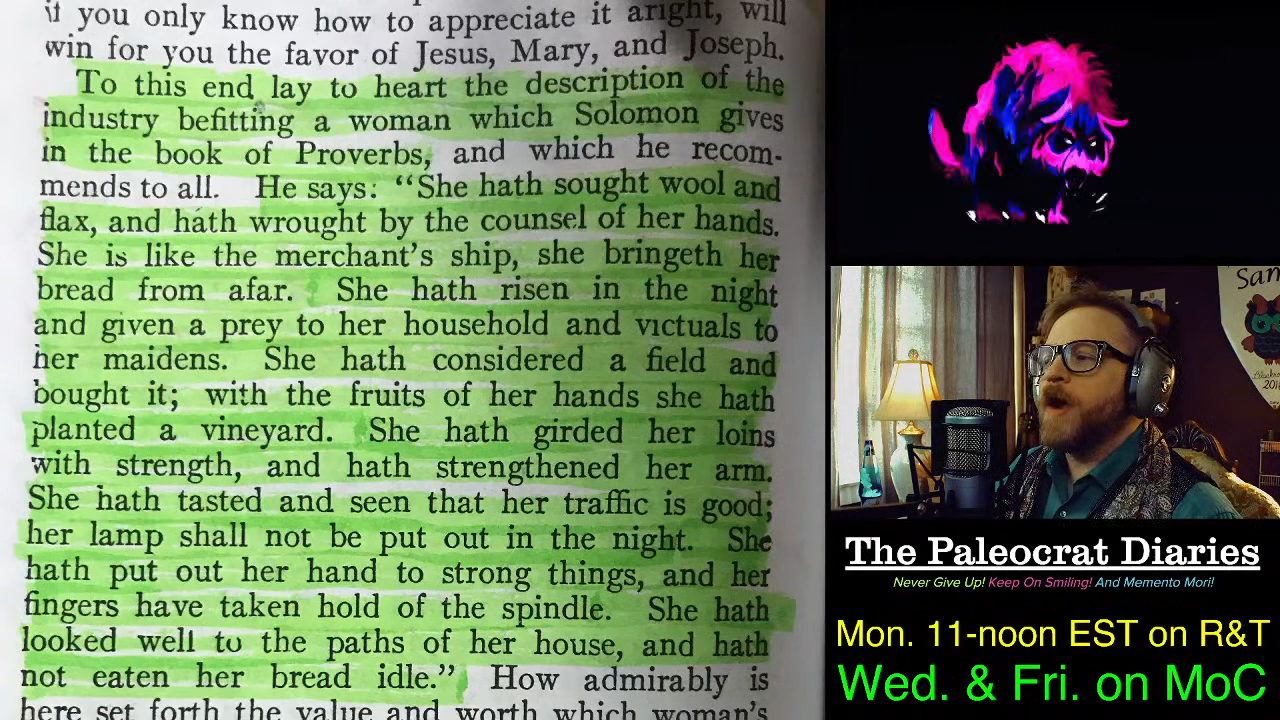 it you only know how to appreciate it aright, will
win for you the favor of Jesus, Mary, and Joseph.
To this end lay to heart the description of the
industry befitting a woman which Solomon gives
in the book of Proverbs, and which he recom-
mends to all. He says: “She hath sought wool and
flax, and hath wrought by the counsel of her hands.
She is like the merchant’s ship, she bringeth her
bread from afar. She hath risen in the night
and given a prey to her household and victuals to
her maidens. She hath considered a field and
bought it; with the fruits of her hands she hath
planted a vineyard. She hath girded her loins
with strength, and hath strengthened her arm.
She hath tasted and seen that her traffic is good;
her lamp shall not be put out in the night. She
hath put out her hand to strong things, and her
fingers have taken hold of the spindle. She hath
looked well to the paths of her house, and hath
not eaten her bread idle.” How admirably is
here set forth the value and worth which woman’s
San
201
The Paleocrat Diaries
Never Give Up! Keep On Smiling! And Memento Mori!
Mon. 11-noon EST on R&T
Wed. & Fri. on MoC